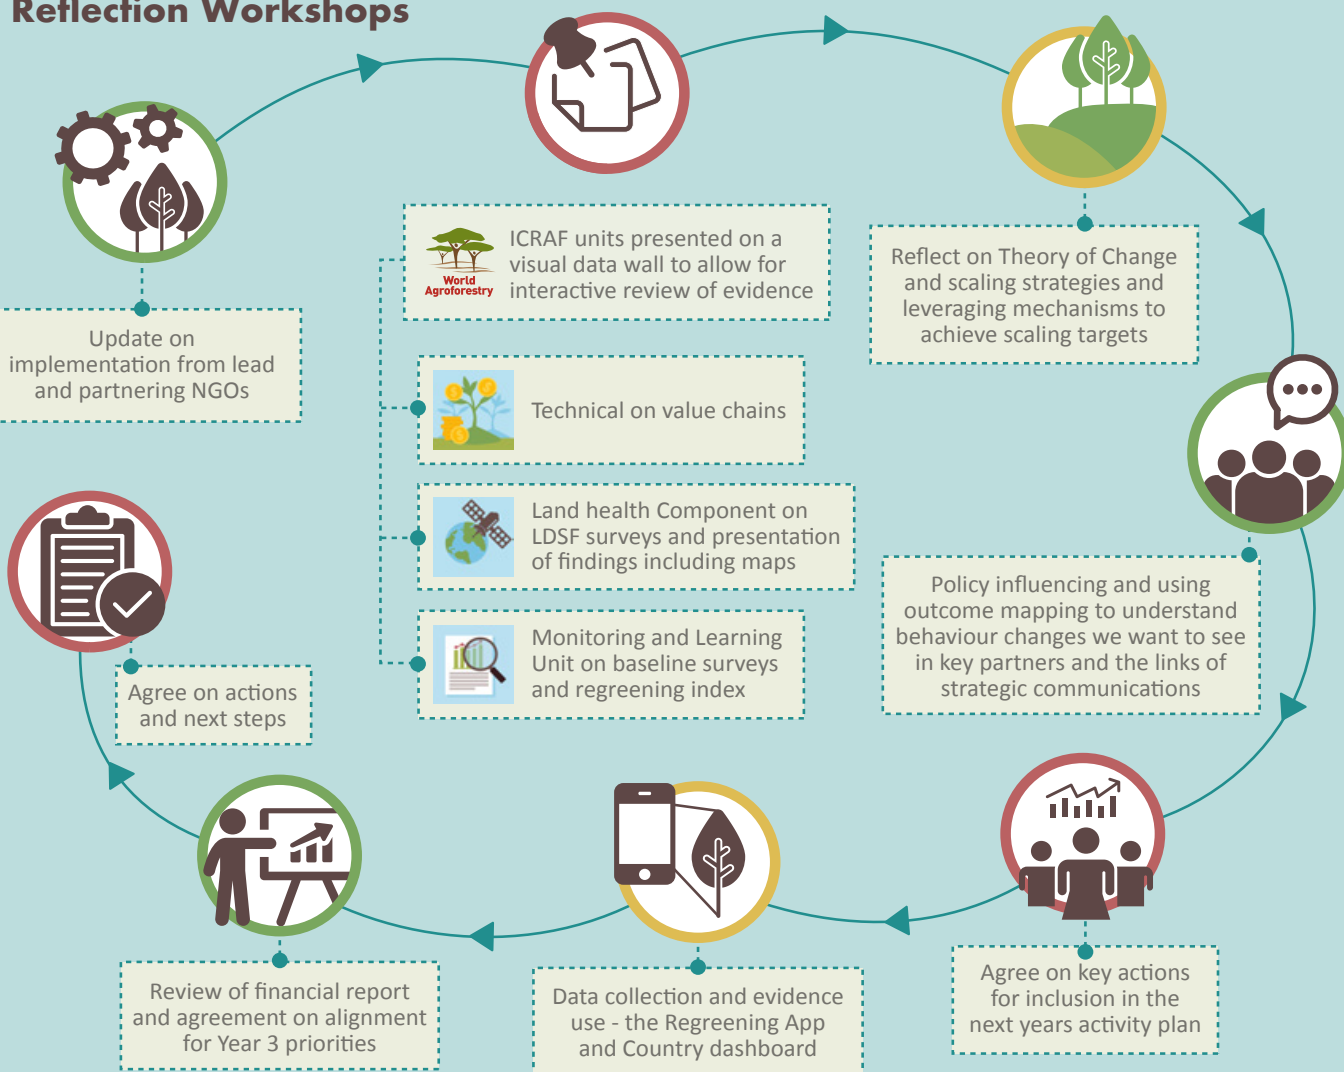 Reflection Workshops
Update on
implementation from lead
and partnering NGOs
World
Agroforestry
ICRAF units presented on a
visual data wall to allow for
interactive review of evidence
Technical on value chains
Land health Component on
LDSF surveys and presentation
of findings including maps
Monitoring and Learning
Unit on baseline surveys
and regreening index
Reflect on Theory of Change
and scaling strategies and
leveraging mechanisms to
achieve scaling targets
Policy influencing and using
outcome mapping to understand
behaviour changes we want to see
in key partners and the links of
strategic communications
Agree on key actions
for inclusion in the
next years activity plan
Data collection and evidence
use - the Regreening App
and Country dashboard
Review of financial report
and agreement on alignment
for Year 3 priorities
Agree on actions
and next steps